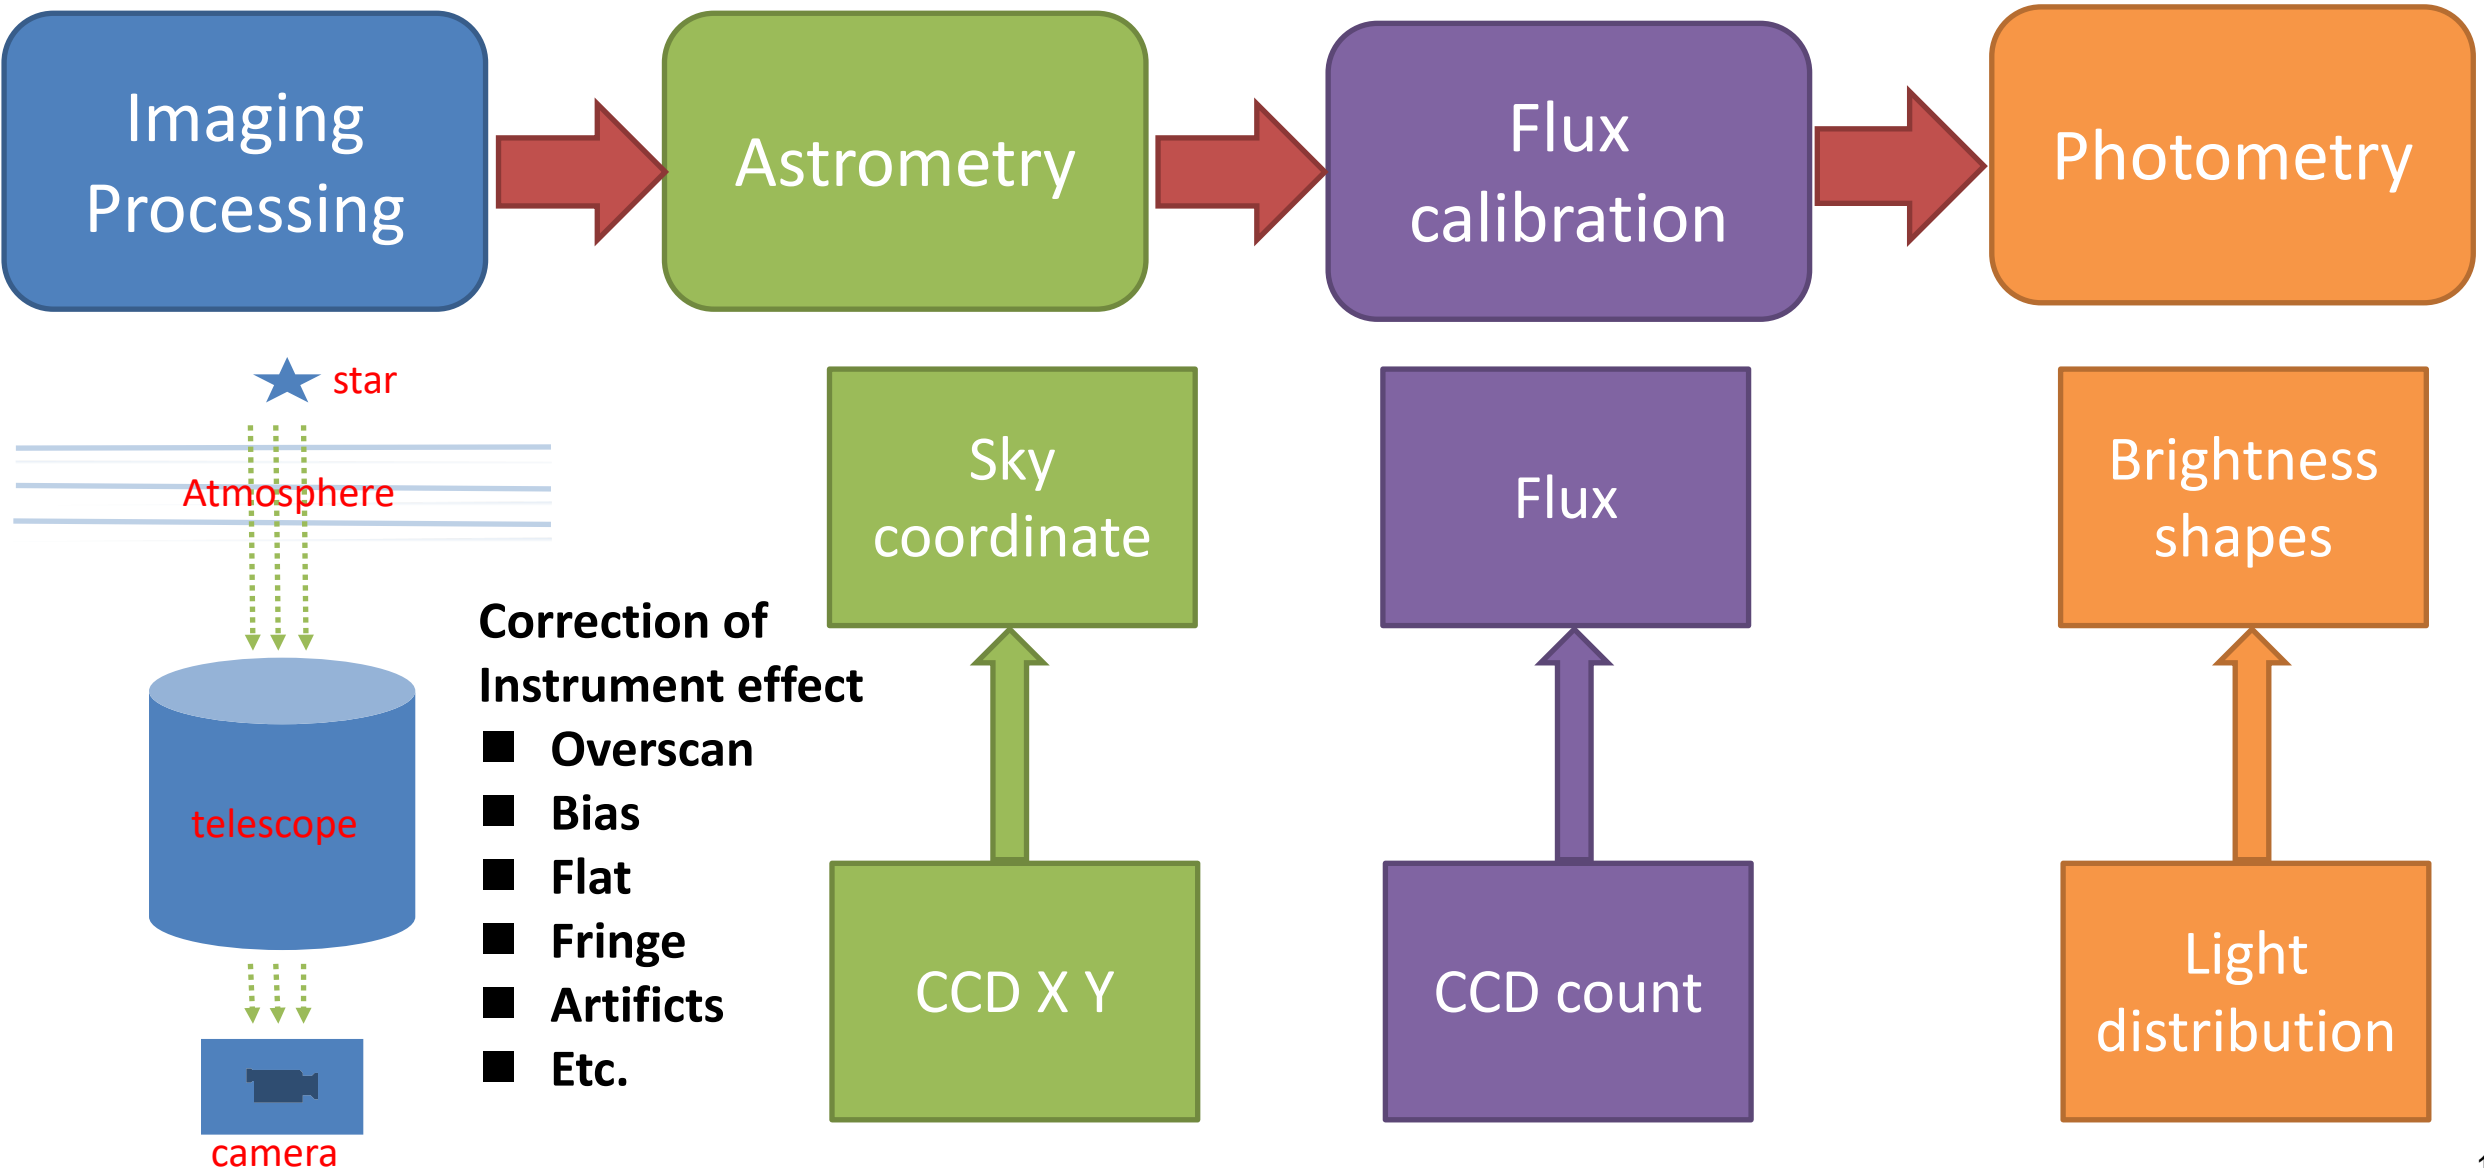 Imaging
Processing
Astrometry
Flux
calibration
Photometry
star
Atmosphere
telescope
camera
Correction of
Instrument effect
■ Overscan
■ Bias
■ Flat
■ Fringe
■ Artificts
■ Etc.
Sky
coordinate
CCD X Y
Flux
CCD count
Brightness
shapes
Light
distribution